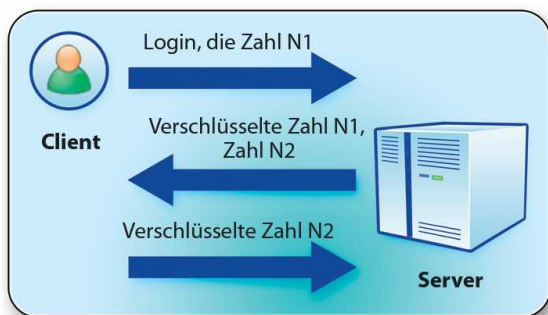 Login, die Zahl N1
Client
Verschlüsselte Zahl N1,
Zahl N2
Verschlüsselte Zahl N2
Server